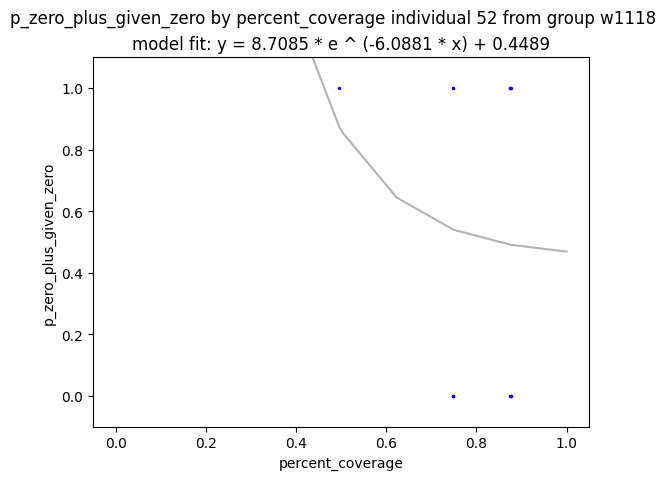 p_zero_plus_given_zero by percent_coverage individual 52 from group w1118
model fit: y = 8.7085 * e ^ (-6.0881 * x) + 0.4489
1.0
0.8
0.6
0.4
0.2
0.0
p_zero_plus_given_zero
0.0 0.2 0.4 0.6 0.8 1.0
percent_coverage